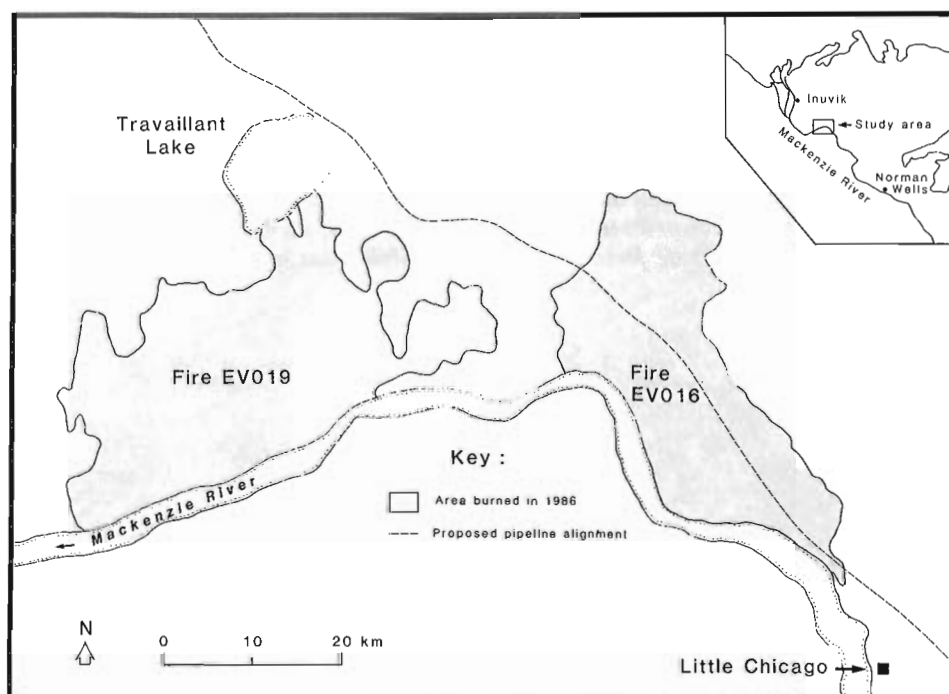 Travaillant
Lake
Inuvik
Study area
Mackenzie River
Norman
Wells
Fire EV019
Fire
EV016
Key :
Area burned in 1986
Proposed pipeline alignment
Mackenzie River
N
0 10 20 km
Little Chicago